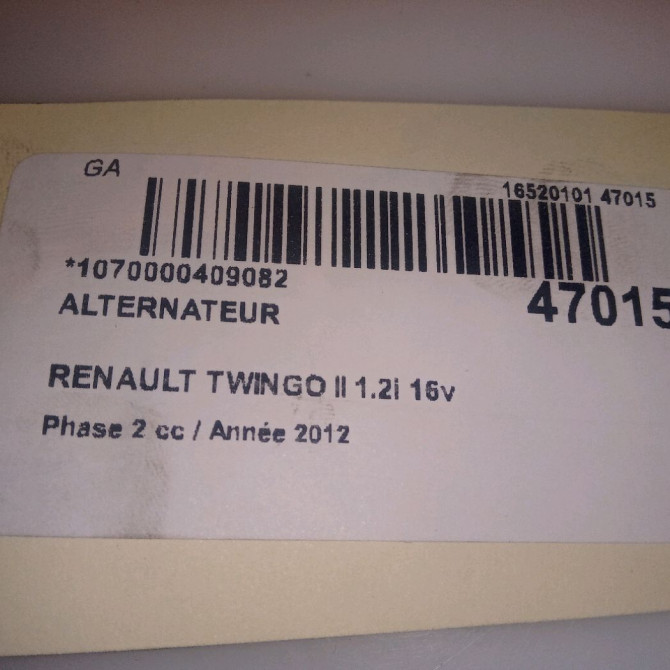 GA
16520101 47015
*1070000409082
47015
ALTERNATEUR
RENAULT TWINGO II 1.2i 16v
Phase 2 cc / Année 2012